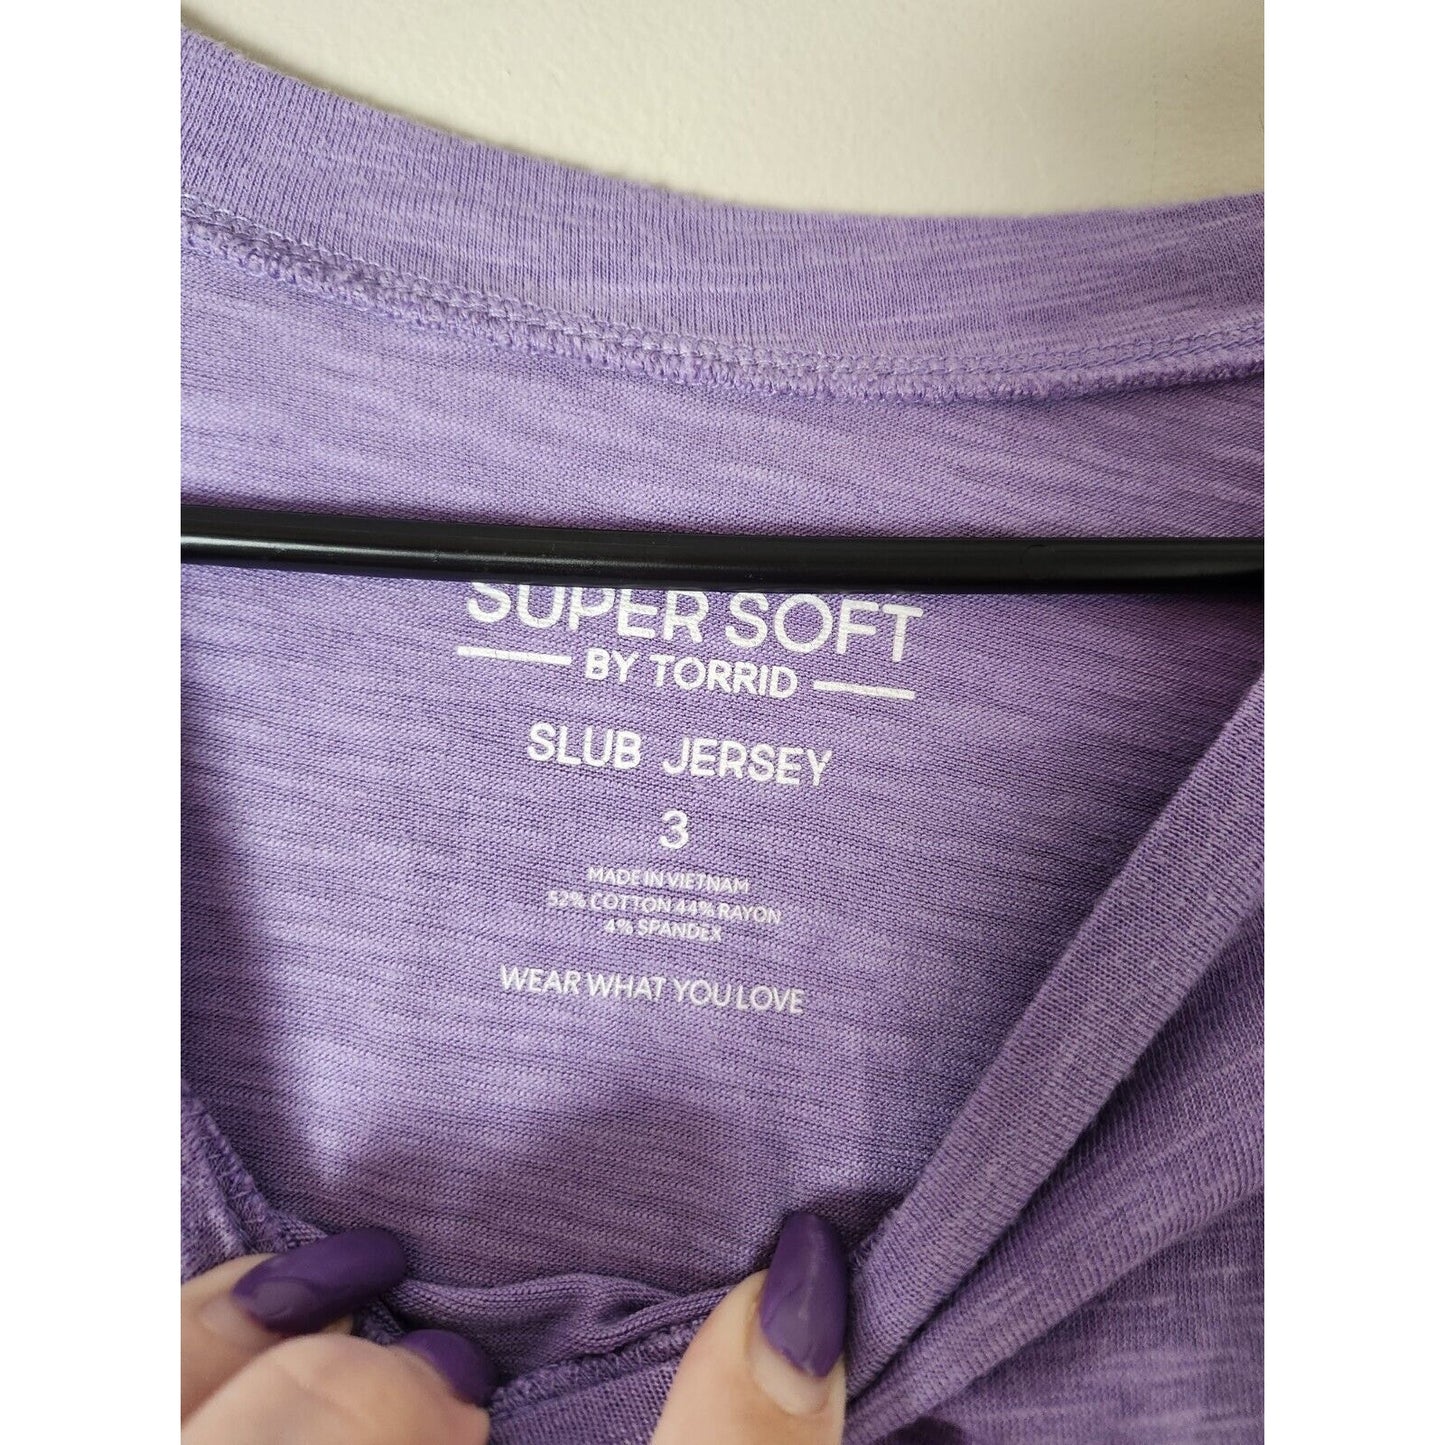 SUPER SOFT
BY TORRID
SLUB JERSEY
3
MADE IN VIETNAM
52% COTTON 44% RAYON
4% SPANDEX
WEAR WHAT YOU LOVE